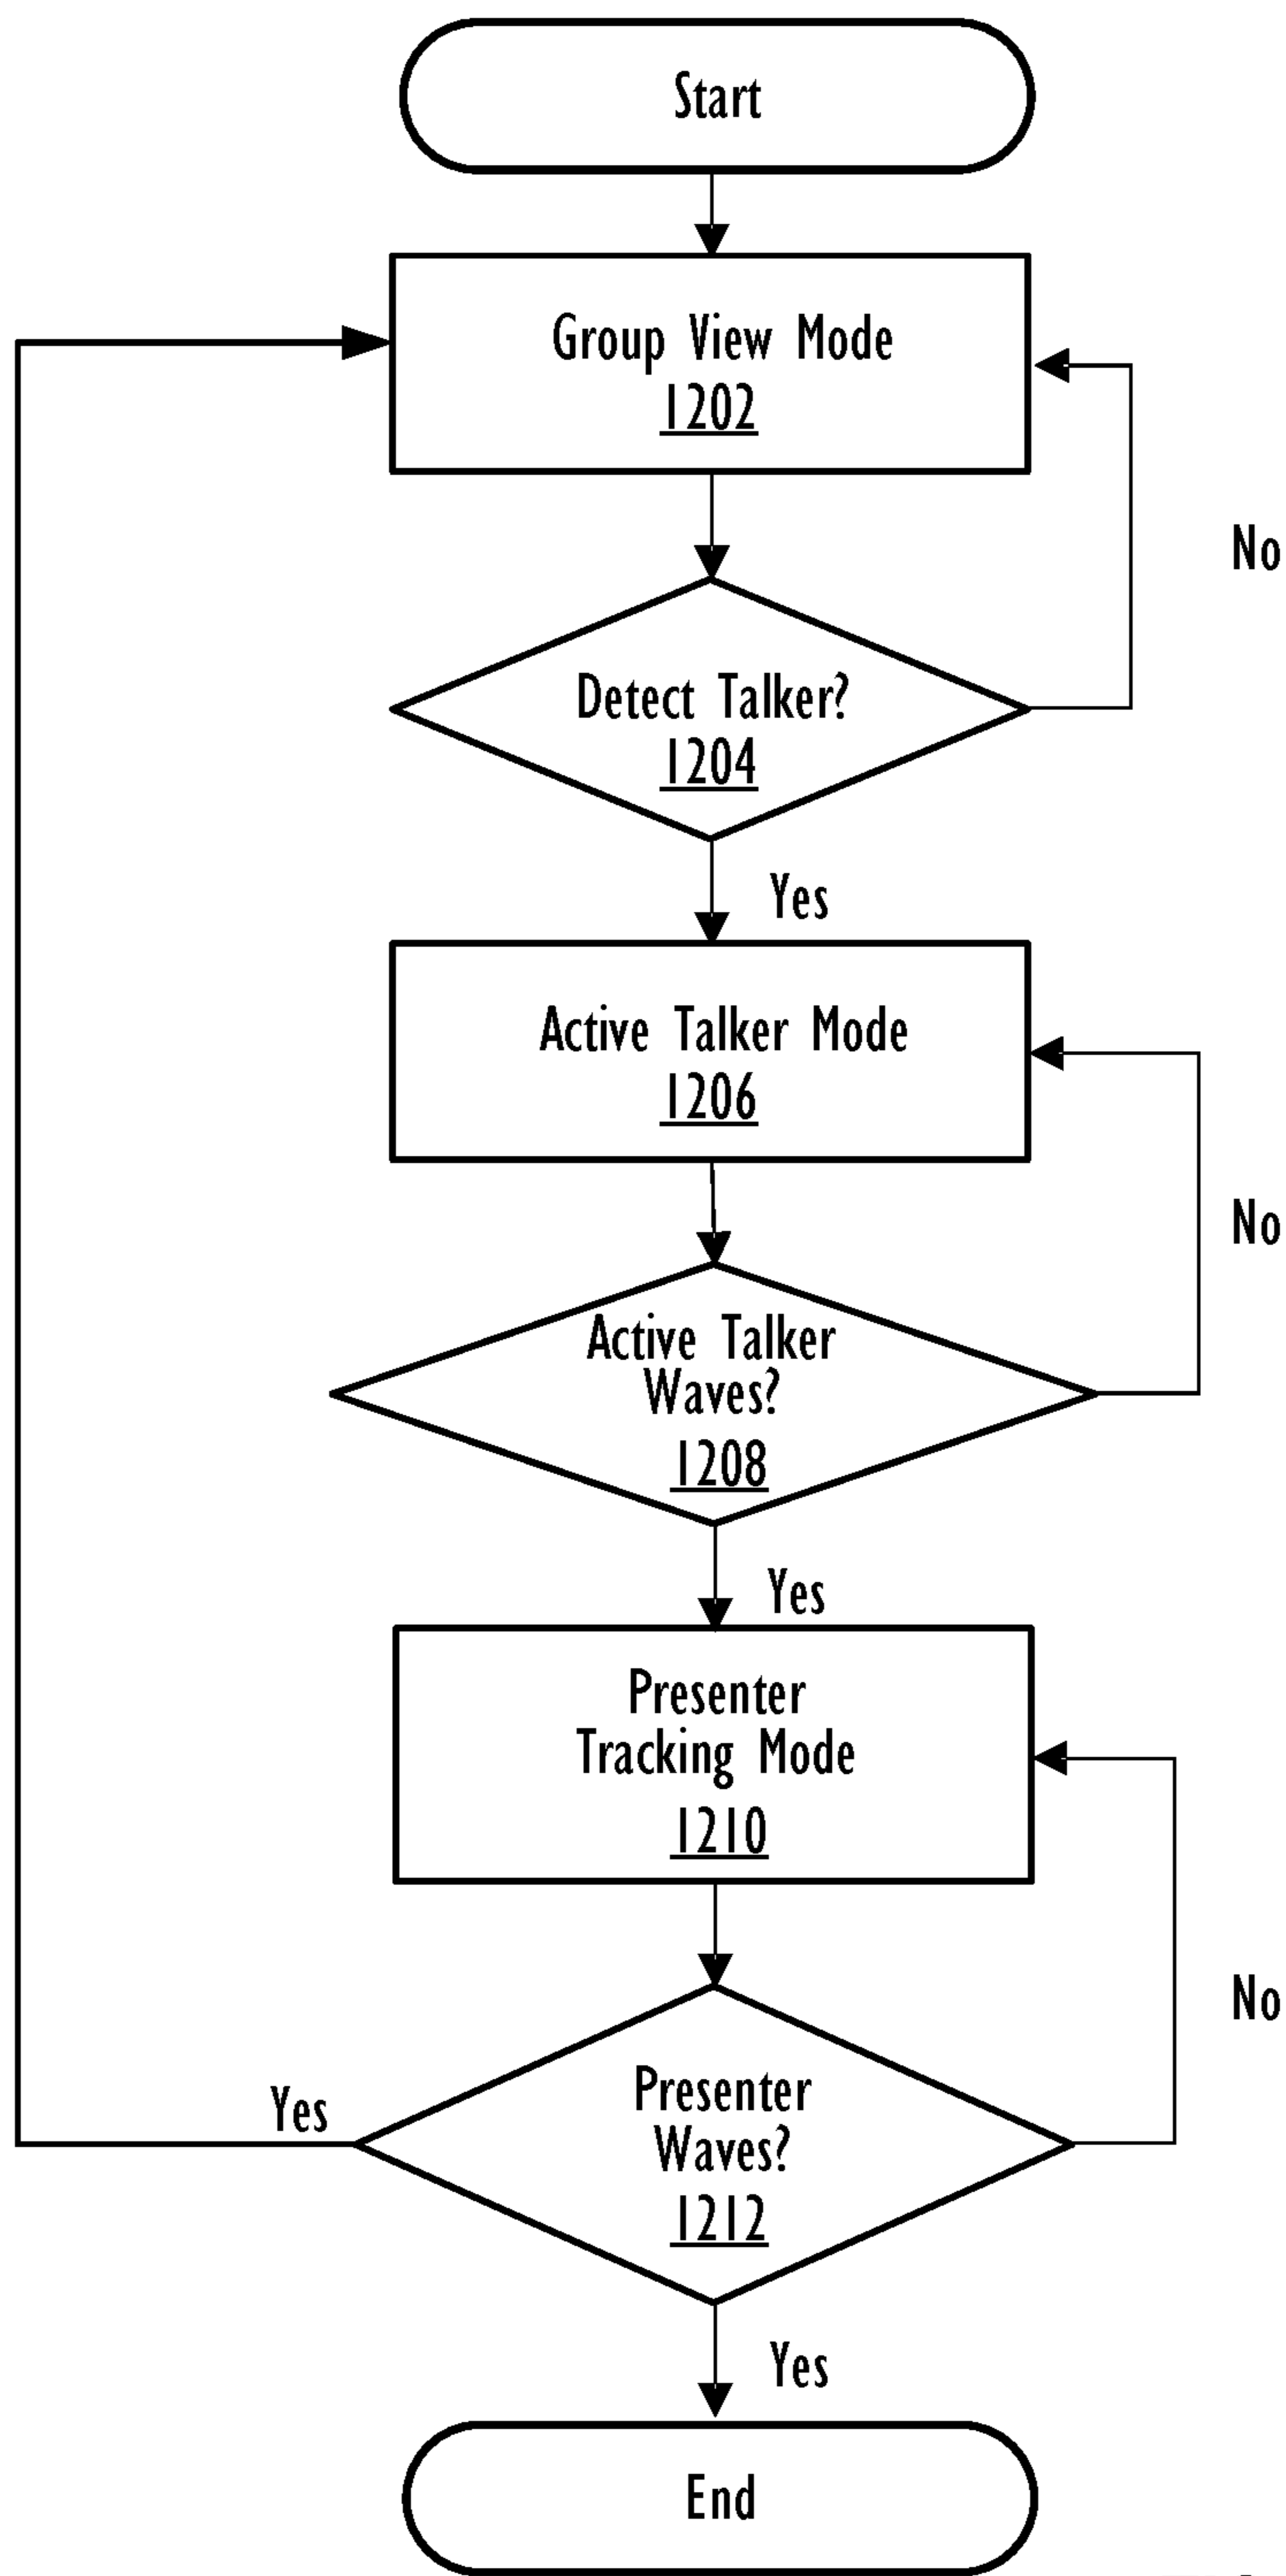 Start
Group View Mode
1202
No
Detect Talker?
1204
Yes
Active Talker Mode
1206
No
Active Talker
Waves?
1208
Yes
Presenter
Tracking Mode
1210
No
Presenter
Waves?
1212
Yes
Yes
End